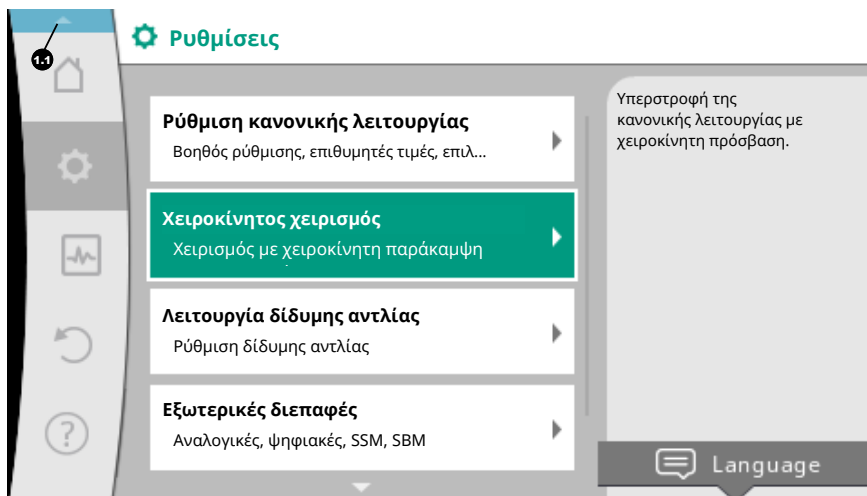 1.1
Ρυθμίσεις
Ρύθμιση κανονικής λειτουργίας
Βοηθός ρύθμισης, επιθυμητές τιμές, επιλ...
Χειροκίνητος χειρισμός
Χειρισμός με χειροκίνητη παράκαμψη
Λειτουργία δίδυμης αντλίας
Ρύθμιση δίδυμης αντλίας
Εξωτερικές διεπαφές
Αναλογικές, ψηφιακές, SSM, SBM
Υπερστροφή της
κανονικής λειτουργίας με
χειροκίνητη πρόσβαση.
Language